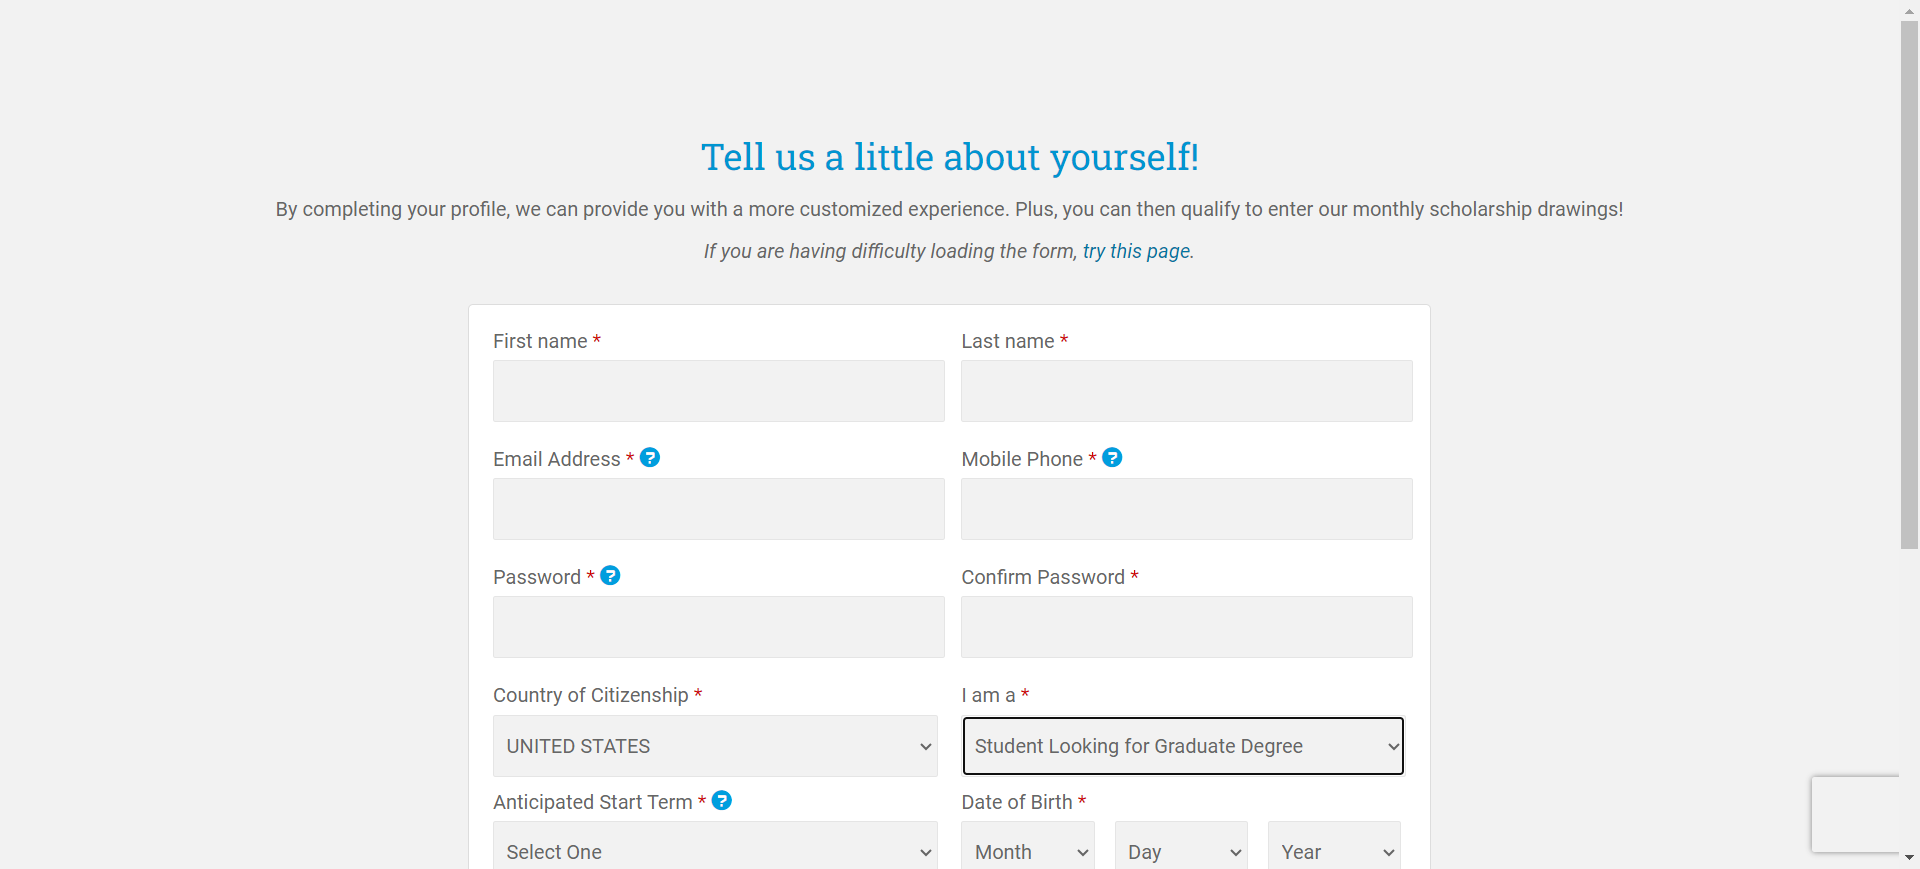 Tell us a little about yourself!
By completing your profile, we can provide you with a more customized experience. Plus, you can then qualify to enter our monthly scholarship drawings!
If you are having difficulty loading the form, try this page.
First name *
Last name *
Email Address * ?
Mobile Phone * ?
Password * ?
Confirm Password *
Country of Citizenship *
I am a *
UNITED STATES
Student Looking for Graduate Degree
Anticipated Start Term * ?
Date of Birth *
Select One
Month
Day
Year